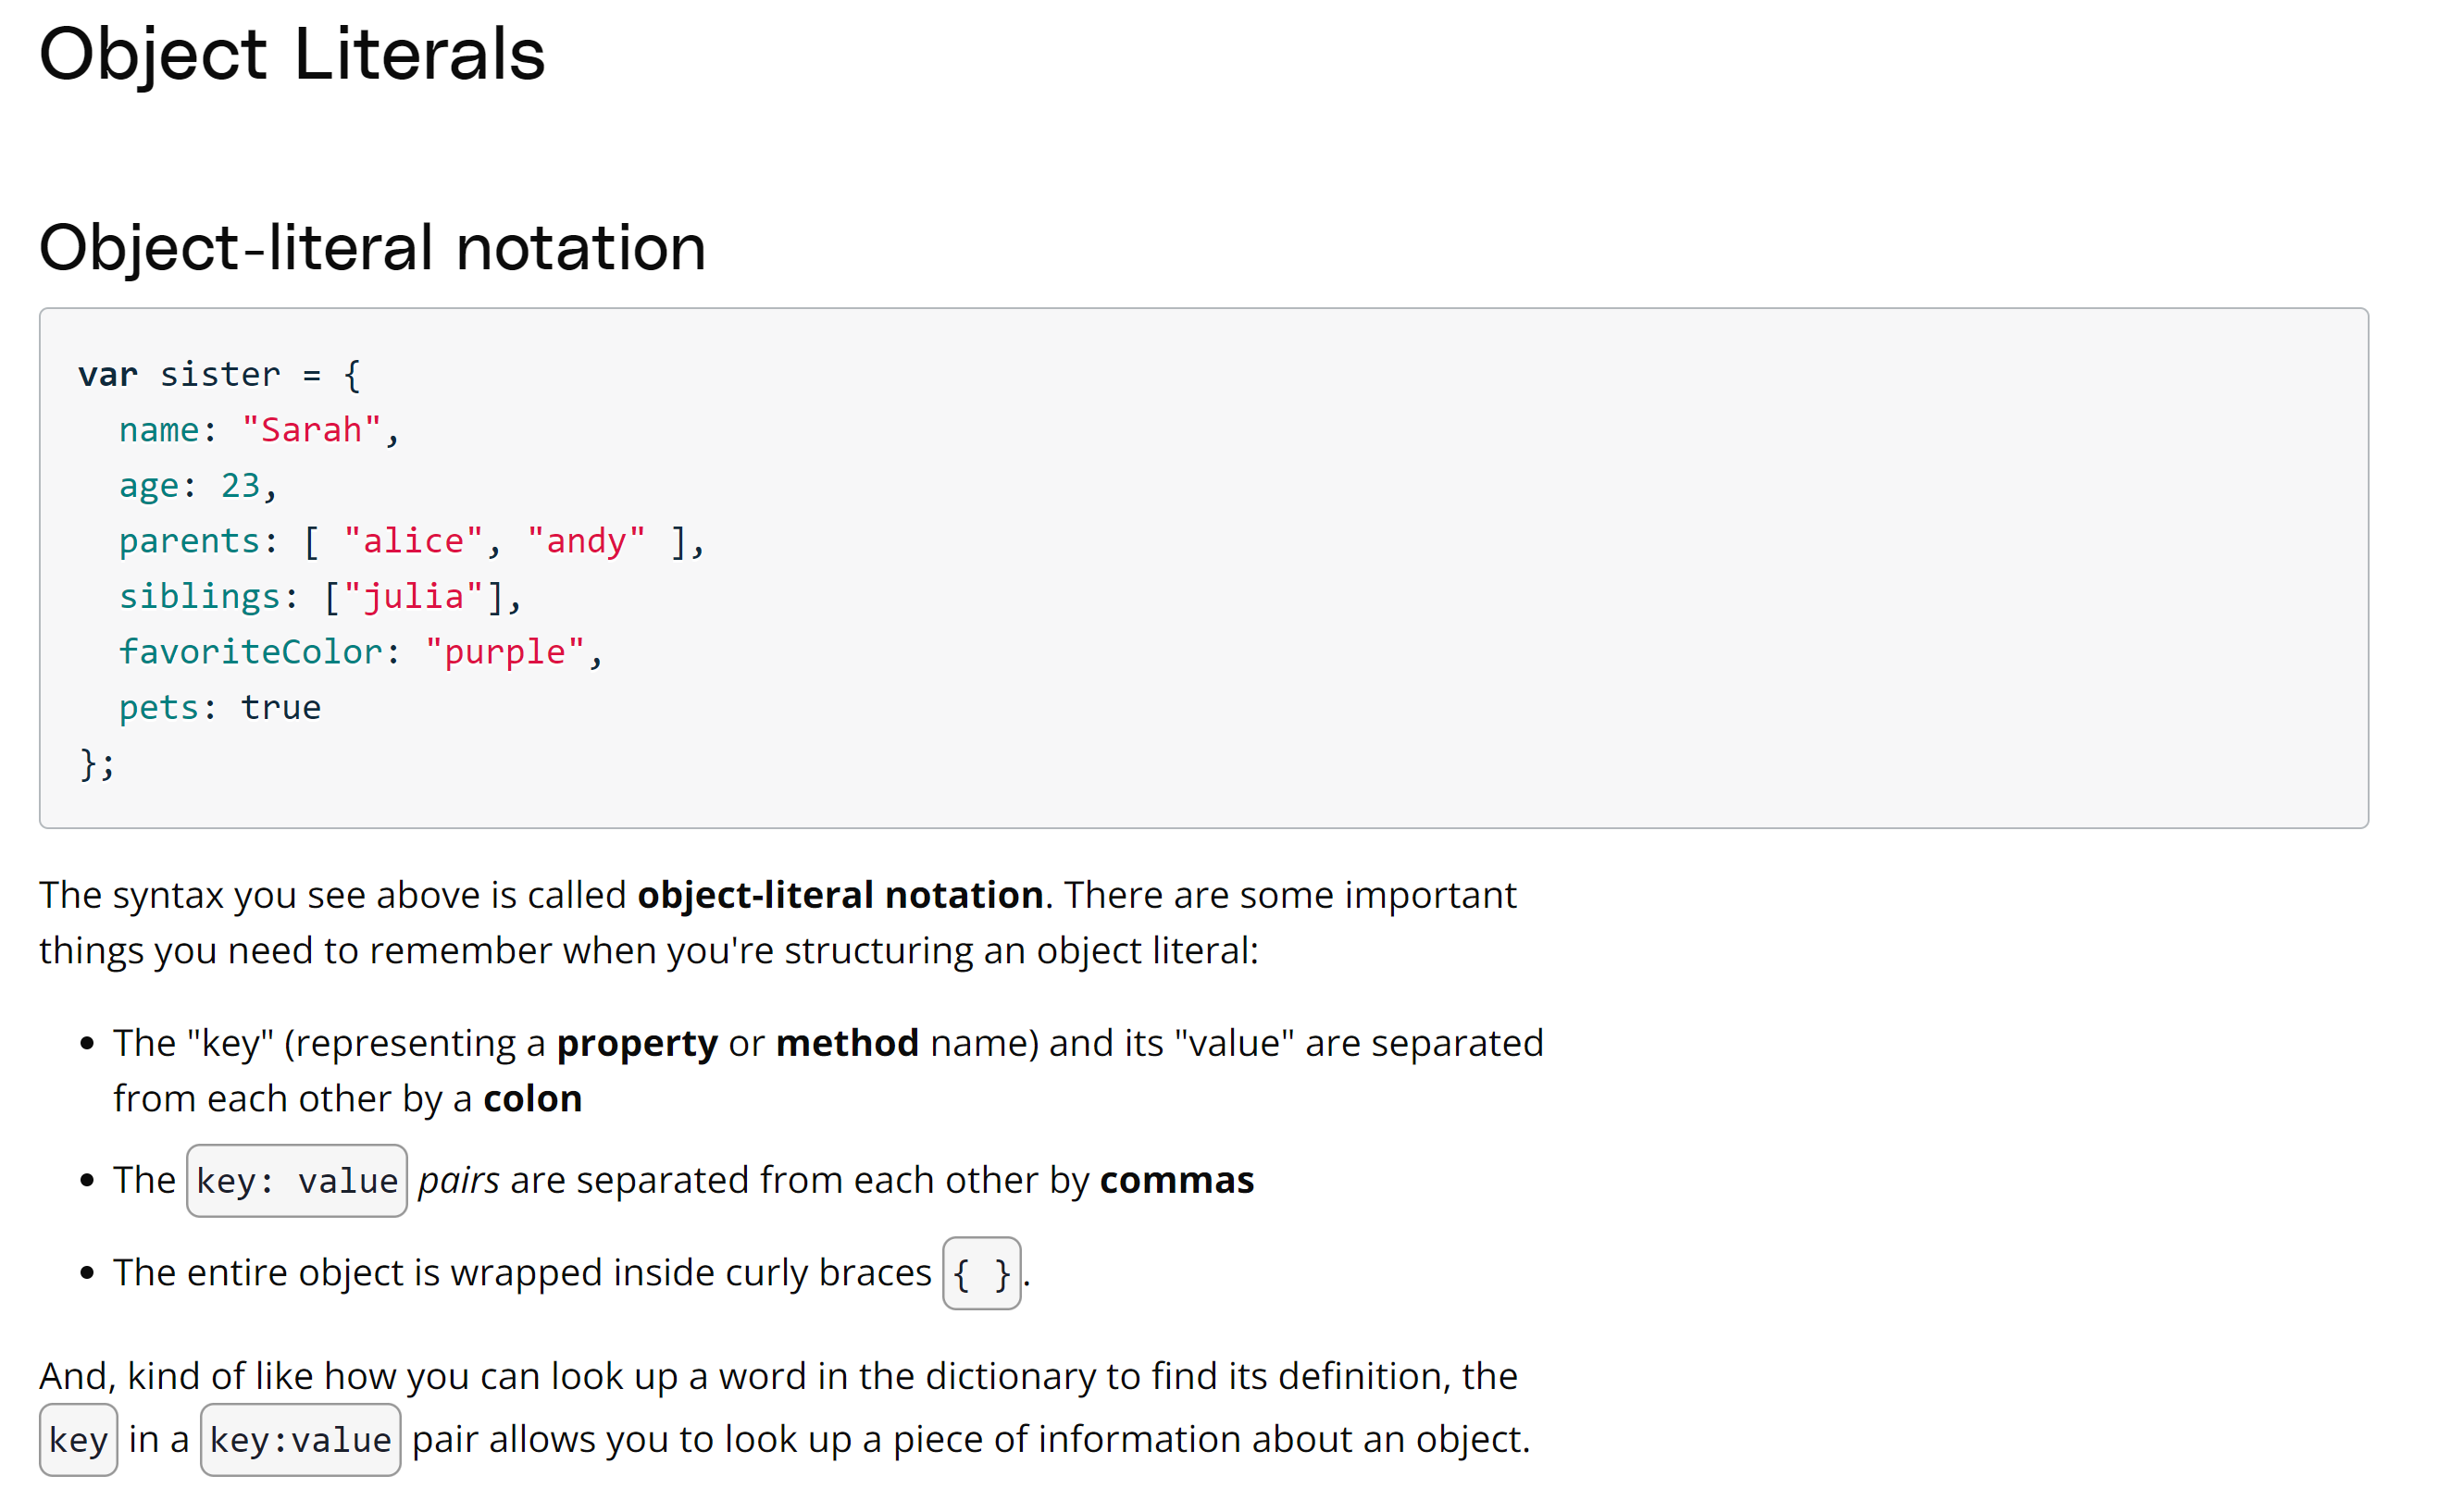 Object Literals
Object-literal notation
var sister = {
  name: "Sarah",
  age: 23,
  parents: [ "alice", "andy" ],
  siblings: ["julia"],
  favoriteColor: "purple",
  pets: true
};
The syntax you see above is called object-literal notation. There are some important
things you need to remember when you're structuring an object literal:
• The "key" (representing a property or method name) and its "value" are separated
from each other by a colon
• The key: value pairs are separated from each other by commas
• The entire object is wrapped inside curly braces { }.
And, kind of like how you can look up a word in the dictionary to find its definition, the
key in a key:value pair allows you to look up a piece of information about an object.